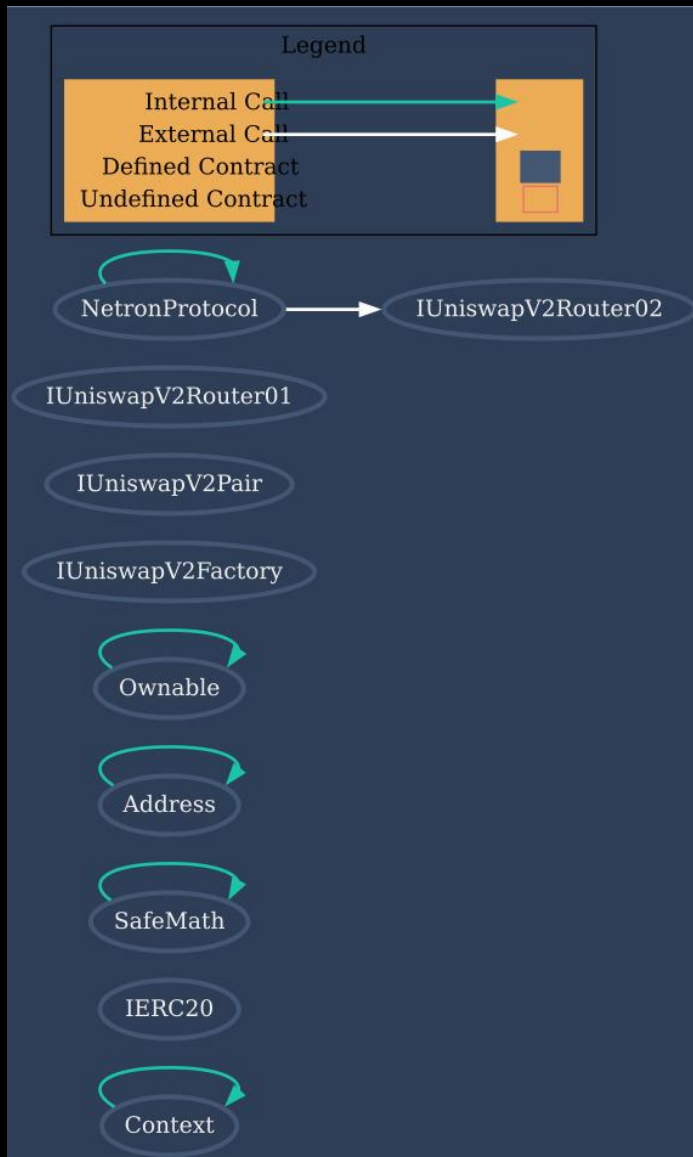 Legend
Internal Call
External Call
Defined Contract
Undefined Contract
NetronProtocol IUniswapV2Router02
IUniswapV2Router01
IUniswapV2Pair
IUniswapV2Factory
Ownable
Address
SafeMath
IERC20
Context